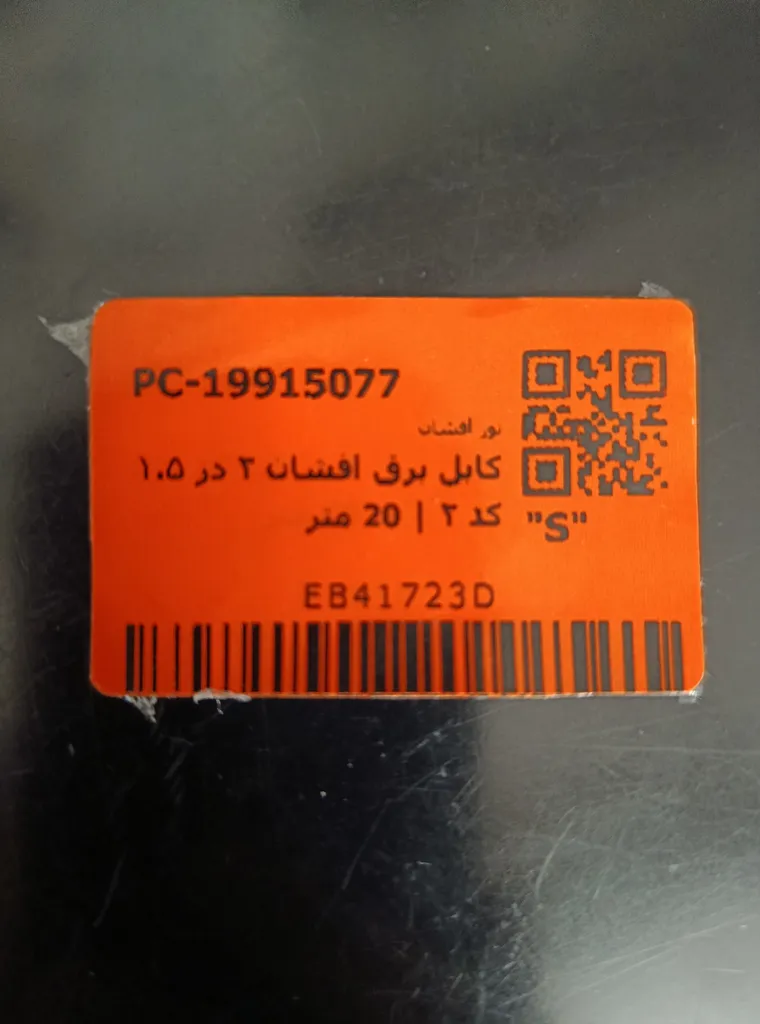 PC-19915077
نور افشان
کابل برق افشان ۲ در ۱.۵
کد ۲ | 20 متر
"S"
EB41723D